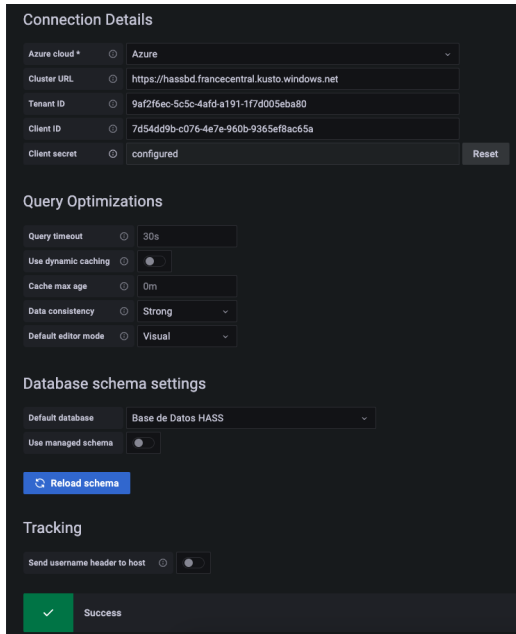 Connection Details
Azure cloud * Azure
Cluster URL https://hassbd.francecentral.kusto.windows.net
Tenant ID 9af2f6ec-5c5c-4afd-a191-1f7d005eba80
Client ID 7d54dd9b-c076-4e7e-960b-9365ef8ac65a
Client secret configured Reset
Query Optimizations
Query timeout 30s
Use dynamic caching
Cache max age 0m
Data consistency Strong
Default editor mode Visual
Database schema settings
Default database Base de Datos HASS
Use managed schema
Reload schema
Tracking
Send username header to host
Success